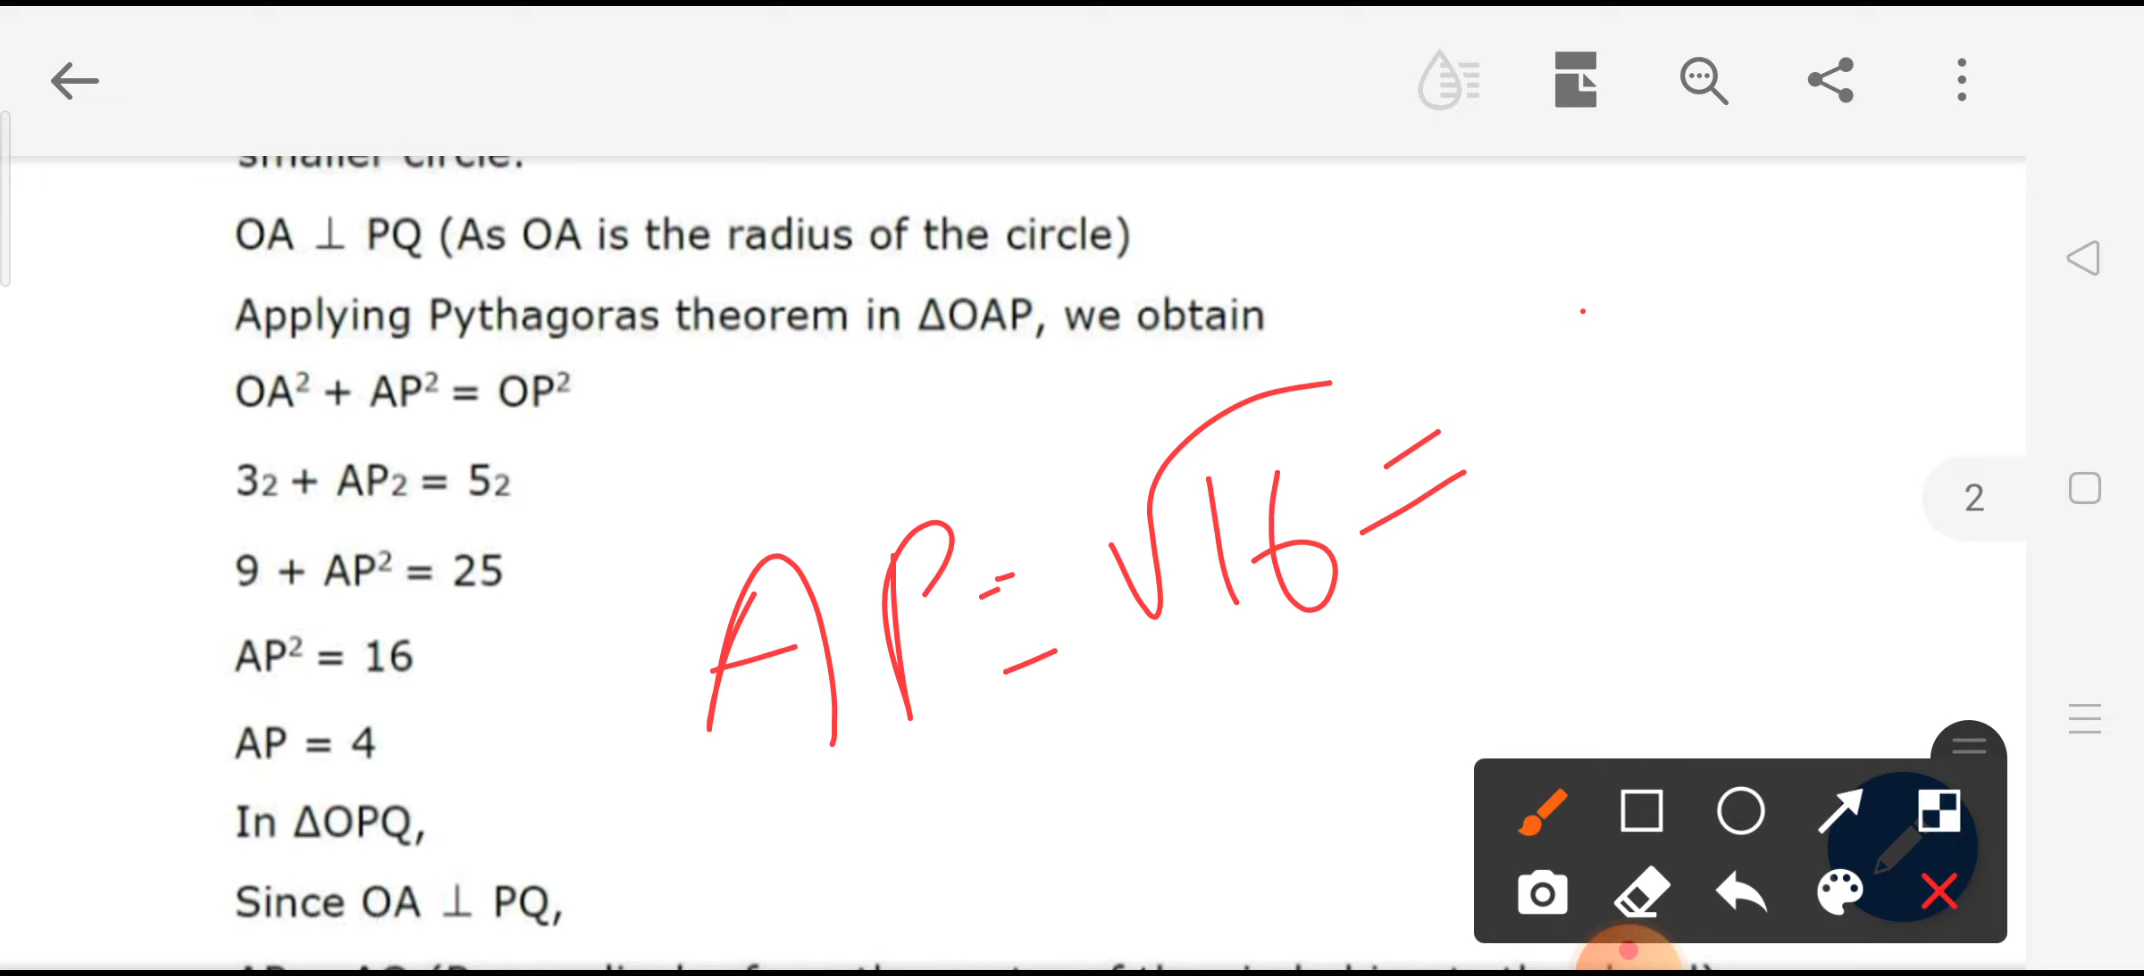 smaller circle.
OA ⊥ PQ (As OA is the radius of the circle)
Applying Pythagoras theorem in ΔOAP, we obtain
OA² + AP² = OP²
32 + AP2 = 52
9 + AP² = 25
AP² = 16
AP = 4
AP = √16 =
In ΔOPQ,
Since OA ⊥ PQ,
2